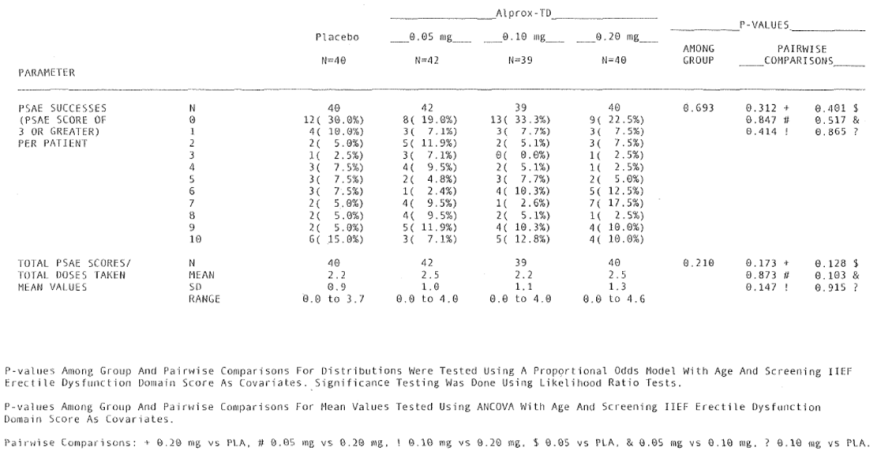 Alprox-TD
P-VALUES
Placebo 0.05 mg 0.10 mg 0.20 mg
AMONG PAIRWISE
N=40 N=42 N=39 N=40 GROUP COMPARISONS
PARAMETER
PSAE SUCCESSES N 40 42 39 40 0.693 0.312 + 0.401 $
(PSAE SCORE OF 0 12( 30.0%) 8( 19.0%) 13( 33.3%) 9( 22.5%) 0.847 # 0.517 &
3 OR GREATER) 1 4( 10.0%) 3( 7.1%) 3( 7.7%) 3( 7.5%) 0.414 ! 0.865 ?
PER PATIENT 2 2( 5.0%) 5( 11.9%) 2( 5.1%) 3( 7.5%)
3 1( 2.5%) 3( 7.1%) 0( 0.0%) 1( 2.5%)
4 3( 7.5%) 4( 9.5%) 2( 5.1%) 1( 2.5%)
5 3( 7.5%) 2( 4.8%) 3( 7.7%) 2( 5.0%)
6 3( 7.5%) 1( 2.4%) 4( 10.3%) 5( 12.5%)
7 2( 5.0%) 4( 9.5%) 1( 2.6%) 7( 17.5%)
8 2( 5.0%) 4( 9.5%) 2( 5.1%) 1( 2.5%)
9 2( 5.0%) 5( 11.9%) 4( 10.3%) 4( 10.0%)
10 6( 15.0%) 3( 7.1%) 5( 12.8%) 4( 10.0%)
TOTAL PSAE SCORES/ N 40 42 39 40 0.210 0.173 + 0.128 $
TOTAL DOSES TAKEN MEAN 2.2 2.5 2.2 2.5 0.873 # 0.103 &
MEAN VALUES SD 0.9 1.0 1.1 1.3 0.147 ! 0.915 ?
RANGE 0.0 to 3.7 0.0 to 4.0 0.0 to 4.0 0.0 to 4.6
P-values Among Group And Pairwise Comparisons For Distributions Were Tested Using A Proportional Odds Model With Age And Screening IIEF
Erectile Dysfunction Domain Score As Covariates. Significance Testing Was Done Using Likelihood Ratio Tests.
P-values Among Group And Pairwise Comparisons For Mean Values Tested Using ANCOVA With Age And Screening IIEF Erectile Dysfunction
Domain Score As Covariates.
Pairwise Comparisons: + 0.20 mg vs PLA, # 0.05 mg vs 0.20 mg, ! 0.10 mg vs 0.20 mg, $ 0.05 vs PLA, & 0.05 mg vs 0.10 mg, ? 0.10 mg vs PLA.